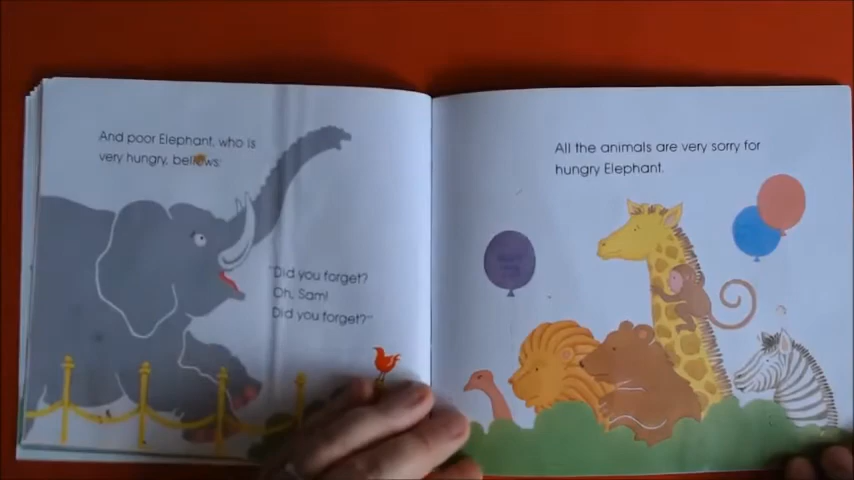 And poor Elephant, who is
very hungry, bellows,
"Did you forget?
Oh, Sam!
Did you forget?"
All the animals are very sorry for
hungry Elephant.